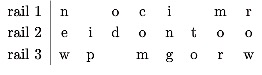 rail 1 n o c i m r
rail 2 e i d o n t o o
rail 3 w p m g o r w